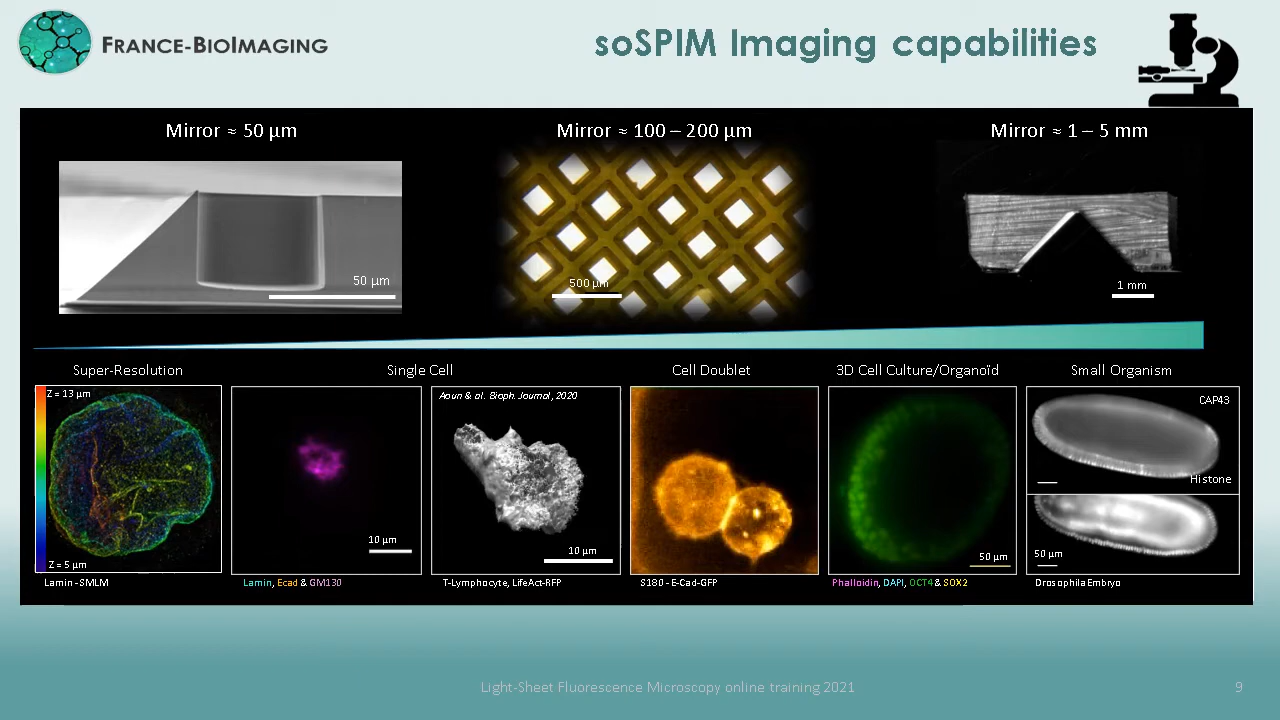 FRANCE-BIOIMAGING
soSPIM Imaging capabilities
Mirror ≈ 50 µm
Mirror ≈ 100 – 200 µm
Mirror ≈ 1 – 5 mm
50 µm
500 µm
1 mm
Super-Resolution
Single Cell
Cell Doublet
3D Cell Culture/Organoïd
Small Organism
Z = 13 µm
Z = 5 µm
Lamin - SMLM
10 µm
Lamin, Ecad & GM130
Aoun & al. Bioph. Journal, 2020
10 µm
T-Lymphocyte, LifeAct-RFP
S180 - E-Cad-GFP
50 µm
Phalloidin, DAPI, OCT4 & SOX2
CAP43
Histone
50 µm
Drosophila Embryo
Light-Sheet Fluorescence Microscopy online training 2021
9